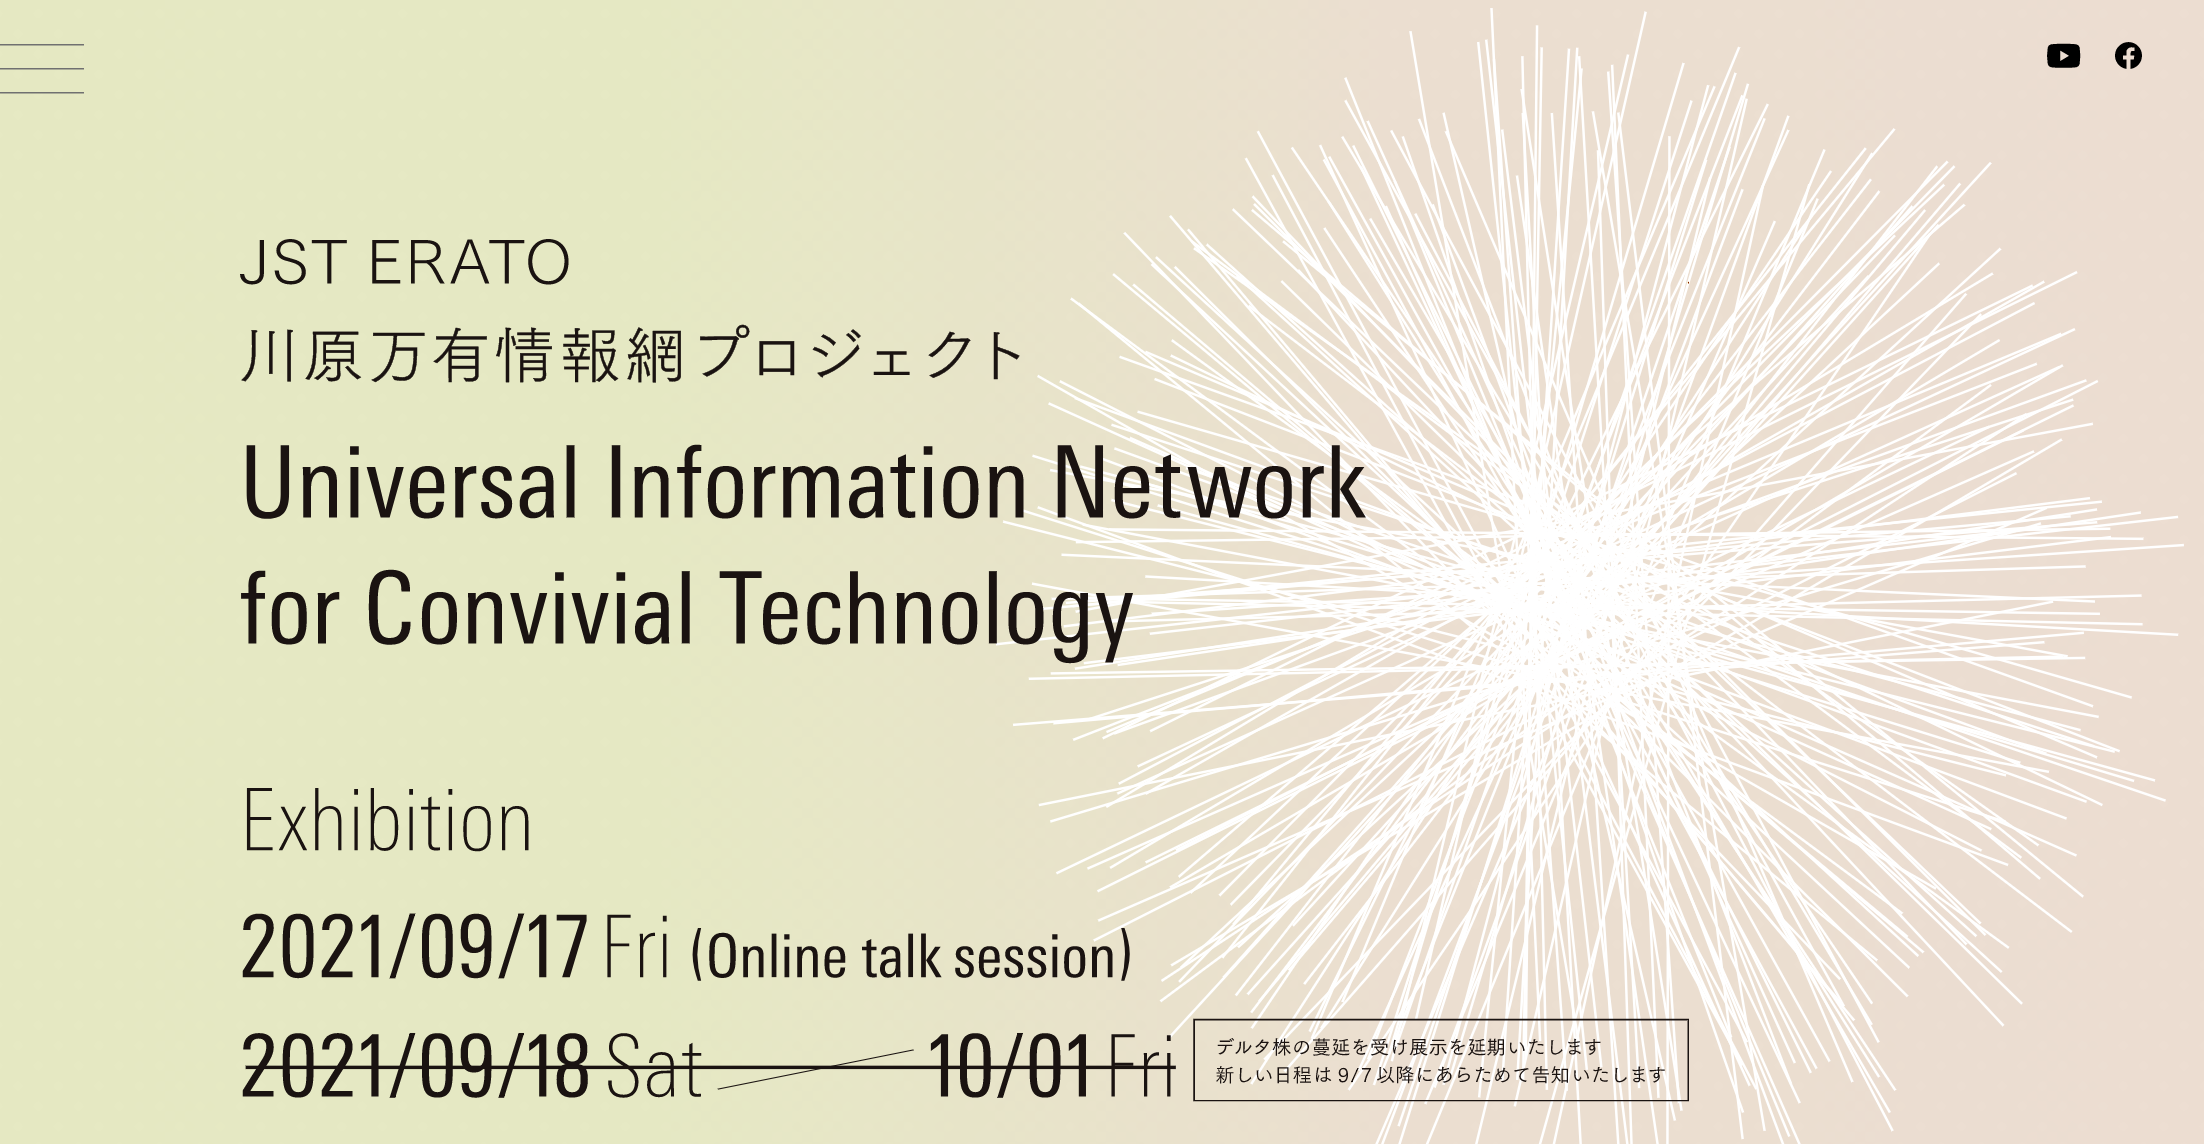 JST ERATO
川原万有情報網プロジェクト
Universal Information Network
for Convivial Technology
Exhibition
2021/09/17 Fri (Online talk session)
2021/09/18 Sat 10/01 Fri
デルタ株の蔓延を受け展示を延期いたします
新しい日程は 9/7 以降にあらためて告知いたします